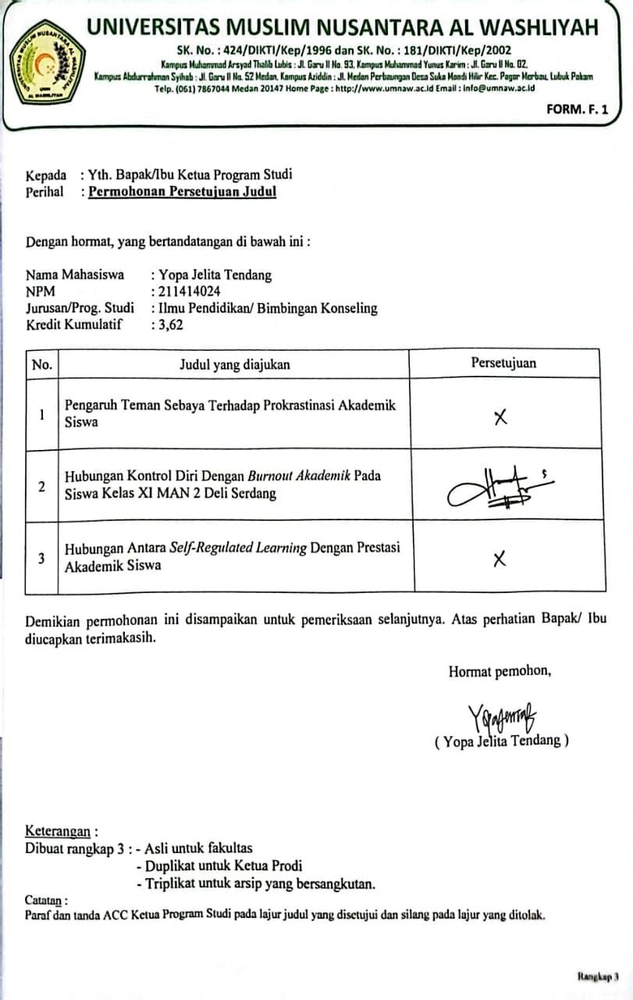 UNIVERSITAS MUSLIM NUSANTARA AL WASHLIYAH
SK. No. : 424/DIKTI/Kep/1996 dan SK. No. : 181/DIKTI/Kep/2002
Kampus Muhammad Arsyad Thalib Lubis : Jl. Garu II No. 93, Kampus Muhammad Yunus Karim : Jl. Garu II No. 02,
Kampus Abdurrahman Syihab : Jl. Garu II No. 52 Medan, Kampus Aziddin : Jl. Medan Perbaungan Desa Suka Mandi Hilir Kec. Pagar Merbau, Lubuk Pakam
Telp. (061) 7867044 Medan 20147 Home Page : http://www.umnaw.ac.id Email : info@umnaw.ac.id
UNIVERSITAS MUSLIM NUSANTARA AL WASHLIYAH
UMN
AL WASHLIYAH
FORM. F. 1
Kepada : Yth. Bapak/Ibu Ketua Program Studi
Perihal : Permohonan Persetujuan Judul
Dengan hormat, yang bertandatangan di bawah ini :
Nama Mahasiswa : Yopa Jelita Tendang
NPM : 211414024
Jurusan/Prog. Studi : Ilmu Pendidikan/ Bimbingan Konseling
Kredit Kumulatif : 3,62
No. Judul yang diajukan Persetujuan
1 Pengaruh Teman Sebaya Terhadap Prokrastinasi Akademik
Siswa X
2 Hubungan Kontrol Diri Dengan Burnout Akademik Pada
Siswa Kelas XI MAN 2 Deli Serdang
3 Hubungan Antara Self-Regulated Learning Dengan Prestasi
Akademik Siswa X
Demikian permohonan ini disampaikan untuk pemeriksaan selanjutnya. Atas perhatian Bapak/ Ibu
diucapkan terimakasih.
Hormat pemohon,
( Yopa Jelita Tendang )
Keterangan :
Dibuat rangkap 3 : - Asli untuk fakultas
- Duplikat untuk Ketua Prodi
- Triplikat untuk arsip yang bersangkutan.
Catatan :
Paraf dan tanda ACC Ketua Program Studi pada lajur judul yang disetujui dan silang pada lajur yang ditolak.
Rangkap 3